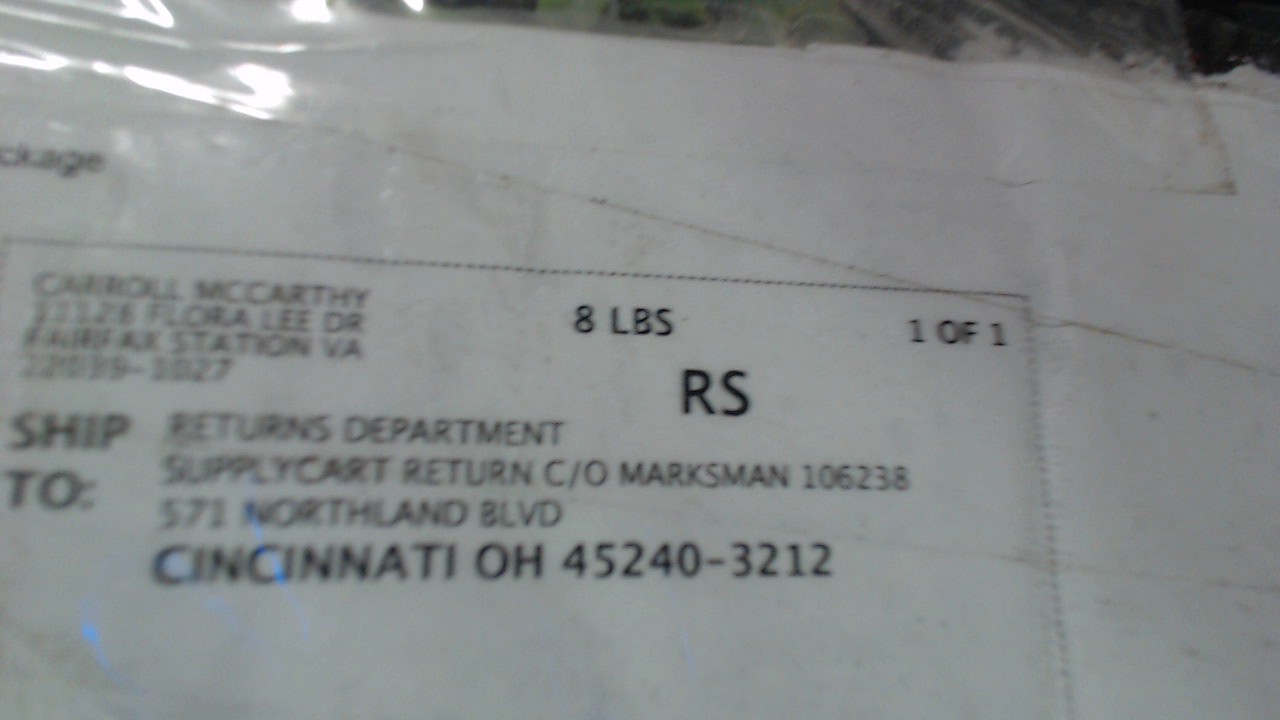 ckage
CARROLL MCCARTHY
FLORA LEE DR
FAIRFAX STATION VA
8 LBS
1 OF 1
RS
SHIP TO:
RETURNS DEPARTMENT
SUPPLYCART RETURN C/O MARKSMAN 106238
571 NORTHLAND BLVD
CINCINNATI OH 45240-3212